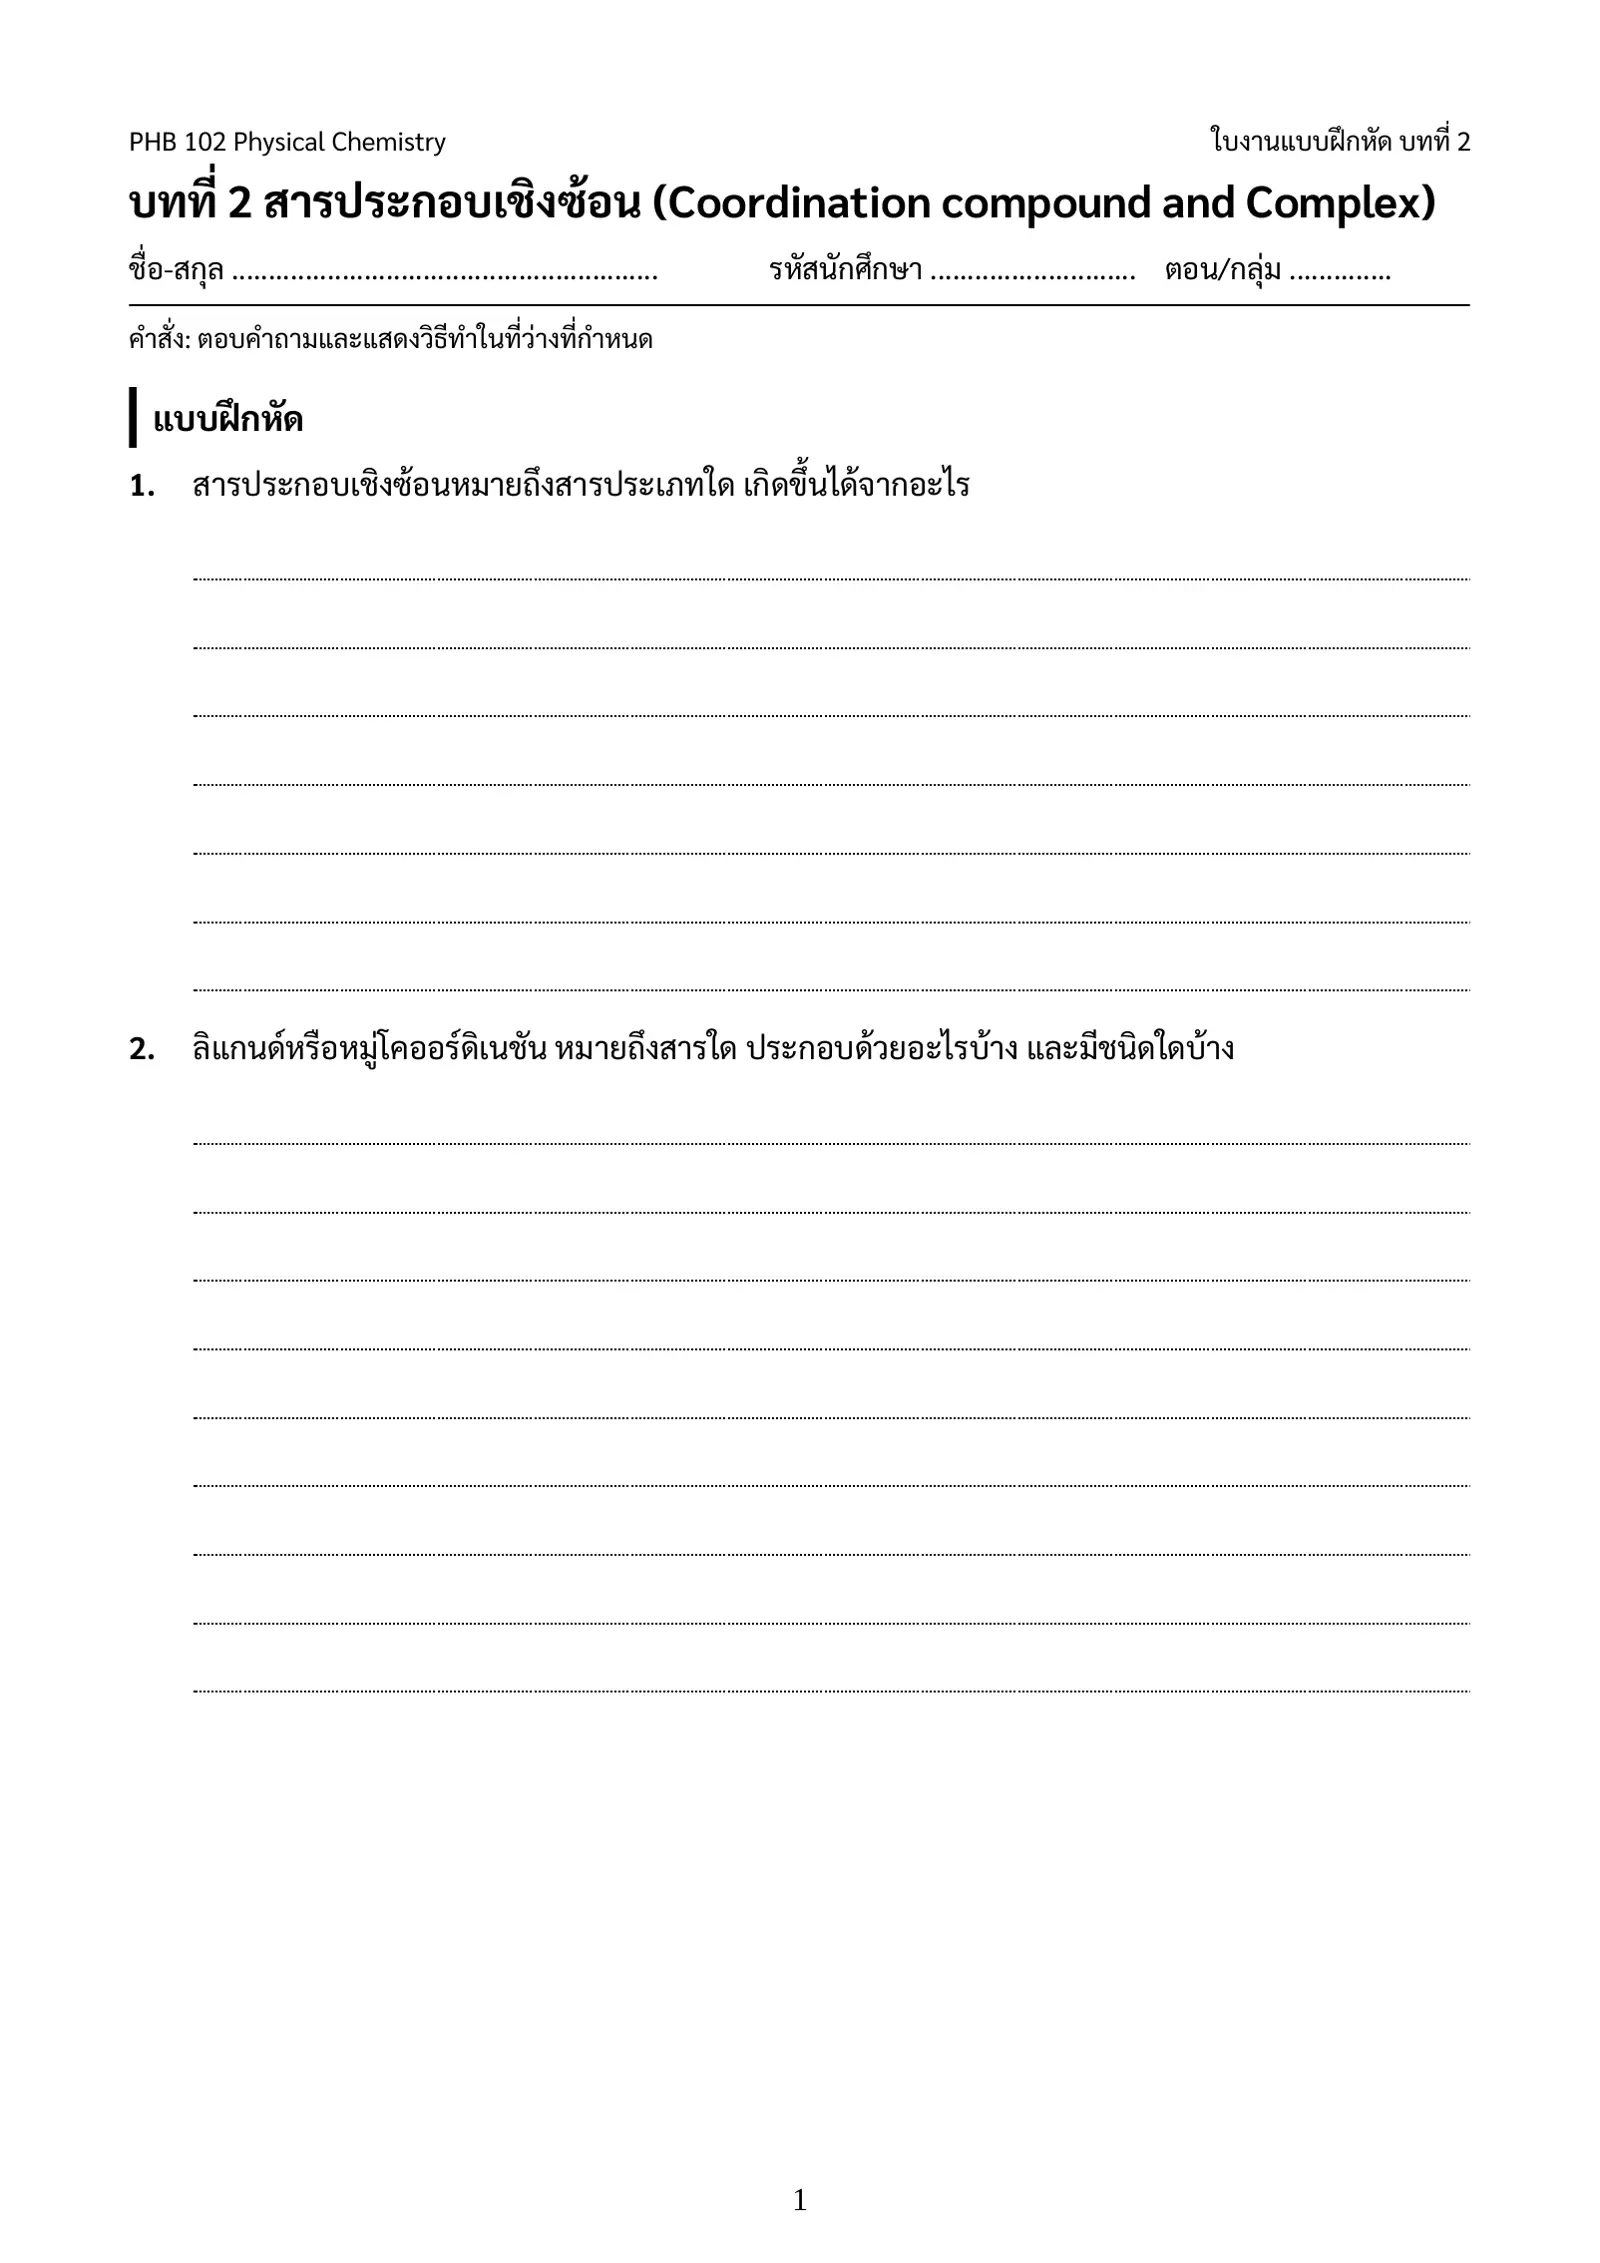 PHB 102 Physical Chemistry ใบงานแบบฝึกหัด บทที่ 2
บทที่ 2 สารประกอบเชิงซ้อน (Coordination compound and Complex)
ชื่อ-สกุล .......................................................... รหัสนักศึกษา ............................ ตอน/กลุ่ม ..............
คำสั่ง: ตอบคำถามและแสดงวิธีทำในที่ว่างที่กำหนด
แบบฝึกหัด
1. สารประกอบเชิงซ้อนหมายถึงสารประเภทใด เกิดขึ้นได้จากอะไร
2. ลิแกนด์หรือหมู่โคออร์ดิเนชัน หมายถึงสารใด ประกอบด้วยอะไรบ้าง และมีชนิดใดบ้าง
1